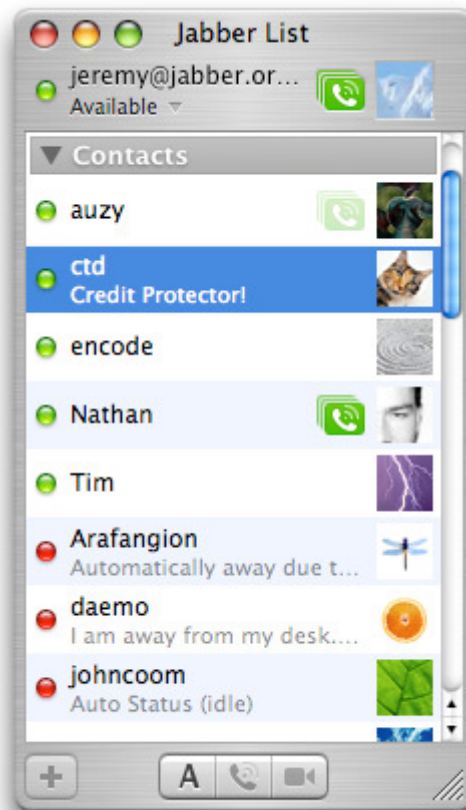 Jabber List
jeremy@jabber.or...
Available
Contacts
auzy
ctd
Credit Protector!
encode
Nathan
Tim
Arafangion
Automatically away due t...
daemo
I am away from my desk....
johncoom
Auto Status (idle)
A